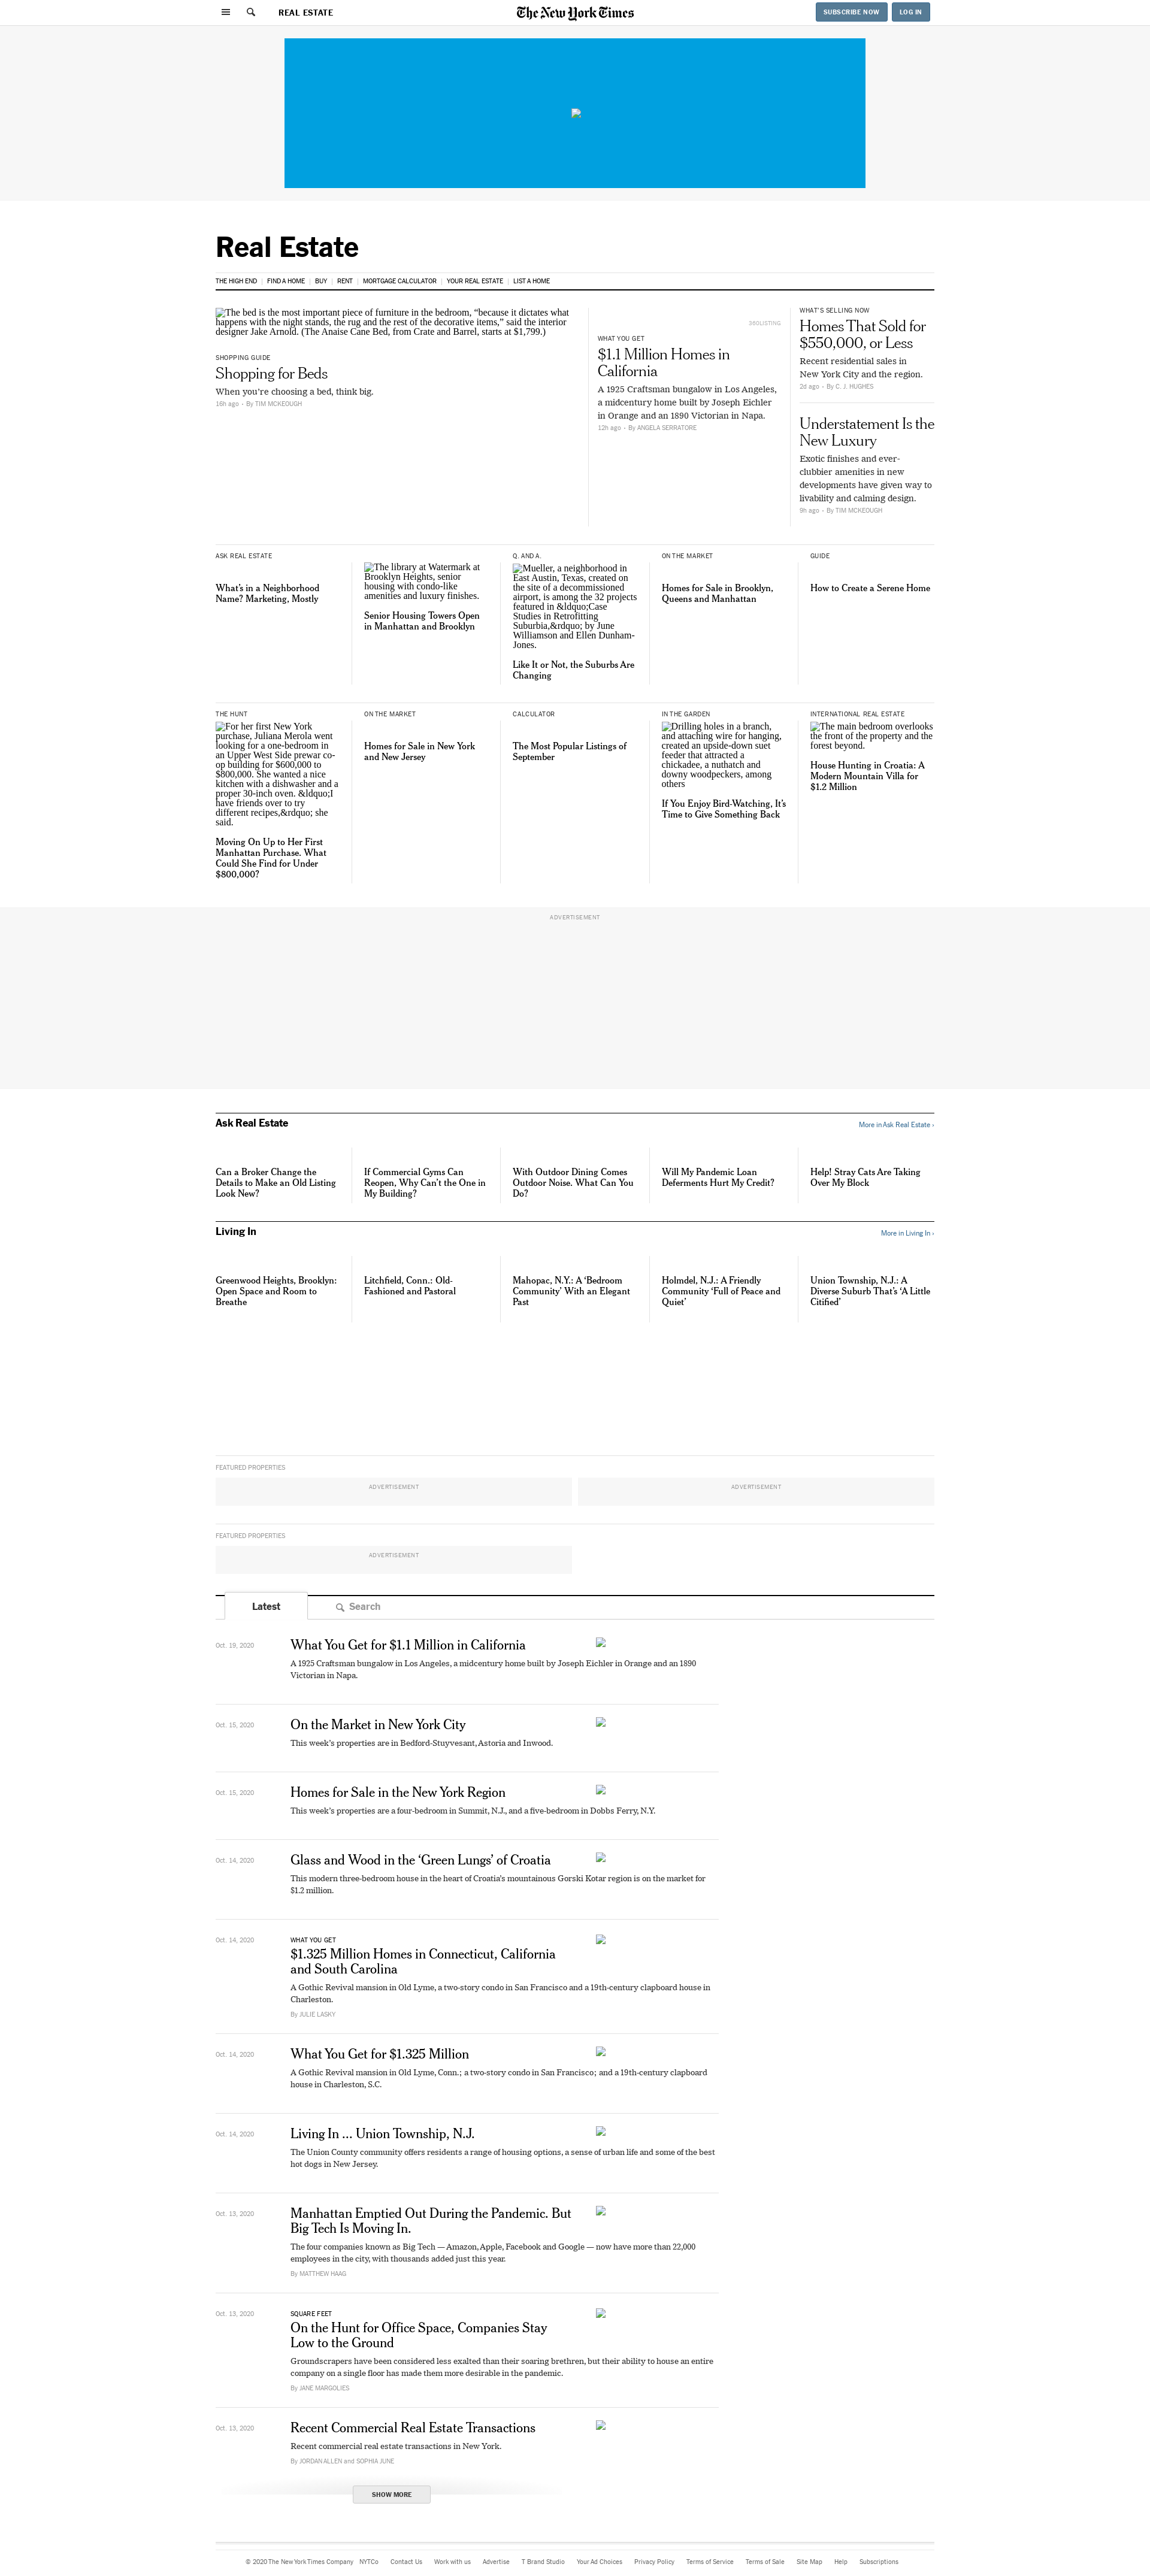 REAL ESTATE
The New York Times
SUBSCRIBE NOW
LOG IN
Real Estate
THE HIGH END | FIND A HOME | BUY | RENT | MORTGAGE CALCULATOR | YOUR REAL ESTATE | LIST A HOME
The bed is the most important piece of furniture in the bedroom, “because it dictates what
happens with the night stands, the rug and the rest of the decorative items,” said the interior
designer Jake Arnold. (The Anaise Cane Bed, from Crate and Barrel, starts at $1,799.)
SHOPPING GUIDE
Shopping for Beds
When you’re choosing a bed, think big.
16h ago • By TIM MCKEOUGH
360LISTING
WHAT YOU GET
$1.1 Million Homes in
California
A 1925 Craftsman bungalow in Los Angeles,
a midcentury home built by Joseph Eichler
in Orange and an 1890 Victorian in Napa.
12h ago • By ANGELA SERRATORE
WHAT’S SELLING NOW
Homes That Sold for
$550,000, or Less
Recent residential sales in
New York City and the region.
2d ago • By C. J. HUGHES
Understatement Is the
New Luxury
Exotic finishes and ever-
clubbier amenities in new
developments have given way to
livability and calming design.
9h ago • By TIM MCKEOUGH
ASK REAL ESTATE
What’s in a Neighborhood
Name? Marketing, Mostly
The library at Watermark at
Brooklyn Heights, senior
housing with condo-like
amenities and luxury finishes.
Senior Housing Towers Open
in Manhattan and Brooklyn
Q. AND A.
Mueller, a neighborhood in
East Austin, Texas, created on
the site of a decommissioned
airport, is among the 32 projects
featured in &ldquo;Case
Studies in Retrofitting
Suburbia,&rdquo; by June
Williamson and Ellen Dunham-
Jones.
Like It or Not, the Suburbs Are
Changing
ON THE MARKET
Homes for Sale in Brooklyn,
Queens and Manhattan
GUIDE
How to Create a Serene Home
THE HUNT
For her first New York
purchase, Juliana Merola went
looking for a one-bedroom in
an Upper West Side prewar co-
op building for $600,000 to
$800,000. She wanted a nice
kitchen with a dishwasher and a
30-inch oven. &ldquo;I
have friends over to try
different recipes,&rdquo; she
said.
Moving On Up to Her First
Manhattan Purchase. What
Could She Find for Under
$800,000?
ON THE MARKET
Homes for Sale in New York
and New Jersey
CALCULATOR
The Most Popular Listings of
September
IN THE GARDEN
Drilling holes in a branch,
and attaching wire for hanging,
created an upside-down suet
feeder that attracted a
chickadee, a nuthatch and
downy woodpeckers, among
others
If You Enjoy Bird-Watching, It’s
Time to Give Something Back
INTERNATIONAL REAL ESTATE
The main bedroom overlooks
the front of the property and the
forest beyond.
House Hunting in Croatia: A
Modern Mountain Villa for
$1.2 Million
ADVERTISEMENT
Ask Real Estate
More in Ask Real Estate ›
Can a Broker Change the
Details to Make an Old Listing
Look New?
If Commercial Gyms Can
Reopen, Why Can’t the One in
My Building?
With Outdoor Dining Comes
Outdoor Noise. What Can You
Do?
Will My Pandemic Loan
Deferments Hurt My Credit?
Help! Stray Cats Are Taking
Over My Block
Living In
More in Living In ›
Greenwood Heights, Brooklyn:
Open Space and Room to
Breathe
Litchfield, Conn.: Old-
Fashioned and Pastoral
Mahopac, N.Y.: A ‘Bedroom
Community’ With an Elegant
Past
Holmdel, N.J.: A Friendly
Community ‘Full of Peace and
Quiet’
Union Township, N.J.: A
Diverse Suburb That’s ‘A Little
Citified’
FEATURED PROPERTIES
ADVERTISEMENT
ADVERTISEMENT
FEATURED PROPERTIES
ADVERTISEMENT
Latest
Search
Oct. 19, 2020
What You Get for $1.1 Million in California
A 1925 Craftsman bungalow in Los Angeles, a midcentury home built by Joseph Eichler in Orange and an 1890
Victorian in Napa.
Oct. 15, 2020
On the Market in New York City
This week’s properties are in Bedford-Stuyvesant, Astoria and Inwood.
Oct. 15, 2020
Homes for Sale in the New York Region
This week’s properties are a four-bedroom in Summit, N.J., and a five-bedroom in Dobbs Ferry, N.Y.
Oct. 14, 2020
Glass and Wood in the ‘Green Lungs’ of Croatia
This modern three-bedroom house in the heart of Croatia’s mountainous Gorski Kotar region is on the market for
$1.2 million.
Oct. 14, 2020
WHAT YOU GET
$1.325 Million Homes in Connecticut, California
and South Carolina
A Gothic Revival mansion in Old Lyme, a two-story condo in San Francisco and a 19th-century clapboard house in
Charleston.
By JULIE LASKY
Oct. 14, 2020
What You Get for $1.325 Million
A Gothic Revival mansion in Old Lyme, Conn.; a two-story condo in San Francisco; and a 19th-century clapboard
house in Charleston, S.C.
Oct. 14, 2020
Living In ... Union Township, N.J.
The Union County community offers residents a range of housing options, a sense of urban life and some of the best
hot dogs in New Jersey.
Oct. 13, 2020
Manhattan Emptied Out During the Pandemic. But
Big Tech Is Moving In.
The four companies known as Big Tech — Amazon, Apple, Facebook and Google — now have more than 22,000
employees in the city, with thousands added just this year.
By MATTHEW HAAG
Oct. 13, 2020
SQUARE FEET
On the Hunt for Office Space, Companies Stay
Low to the Ground
Groundscrapers have been considered less exalted than their soaring brethren, but their ability to house an entire
company on a single floor has made them more desirable in the pandemic.
By JANE MARGOLIES
Oct. 13, 2020
Recent Commercial Real Estate Transactions
Recent commercial real estate transactions in New York.
By JORDAN ALLEN and SOPHIA JUNE
SHOW MORE
© 2020 The New York Times Company NYTCo Contact Us Work with us Advertise T Brand Studio Your Ad Choices Privacy Policy Terms of Service Terms of Sale Site Map Help Subscriptions